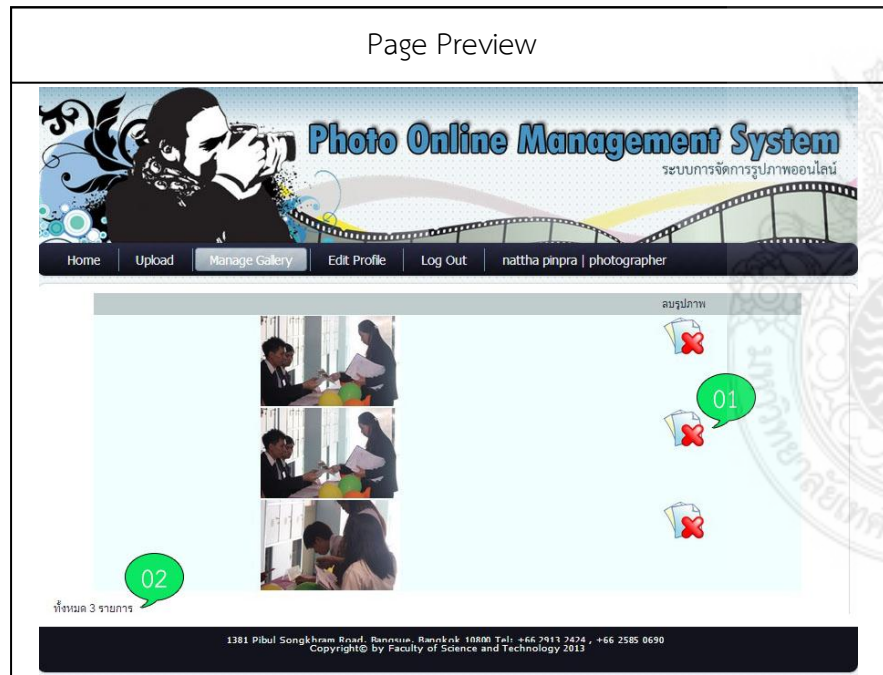 Page Preview
Photo Online Management System
ระบบการจัดการรูปภาพออนไลน์
Home Upload Manage Gallery Edit Profile Log Out nattha pinpra | photographer
ลบรูปภาพ
01
02
ทั้งหมด 3 รายการ
1381 Pibul Songkhram Road, Bangsue, Bangkok 10800 Tel: +66 2913 2424 , +66 2585 0690
Copyright© by Faculty of Science and Technology 2013